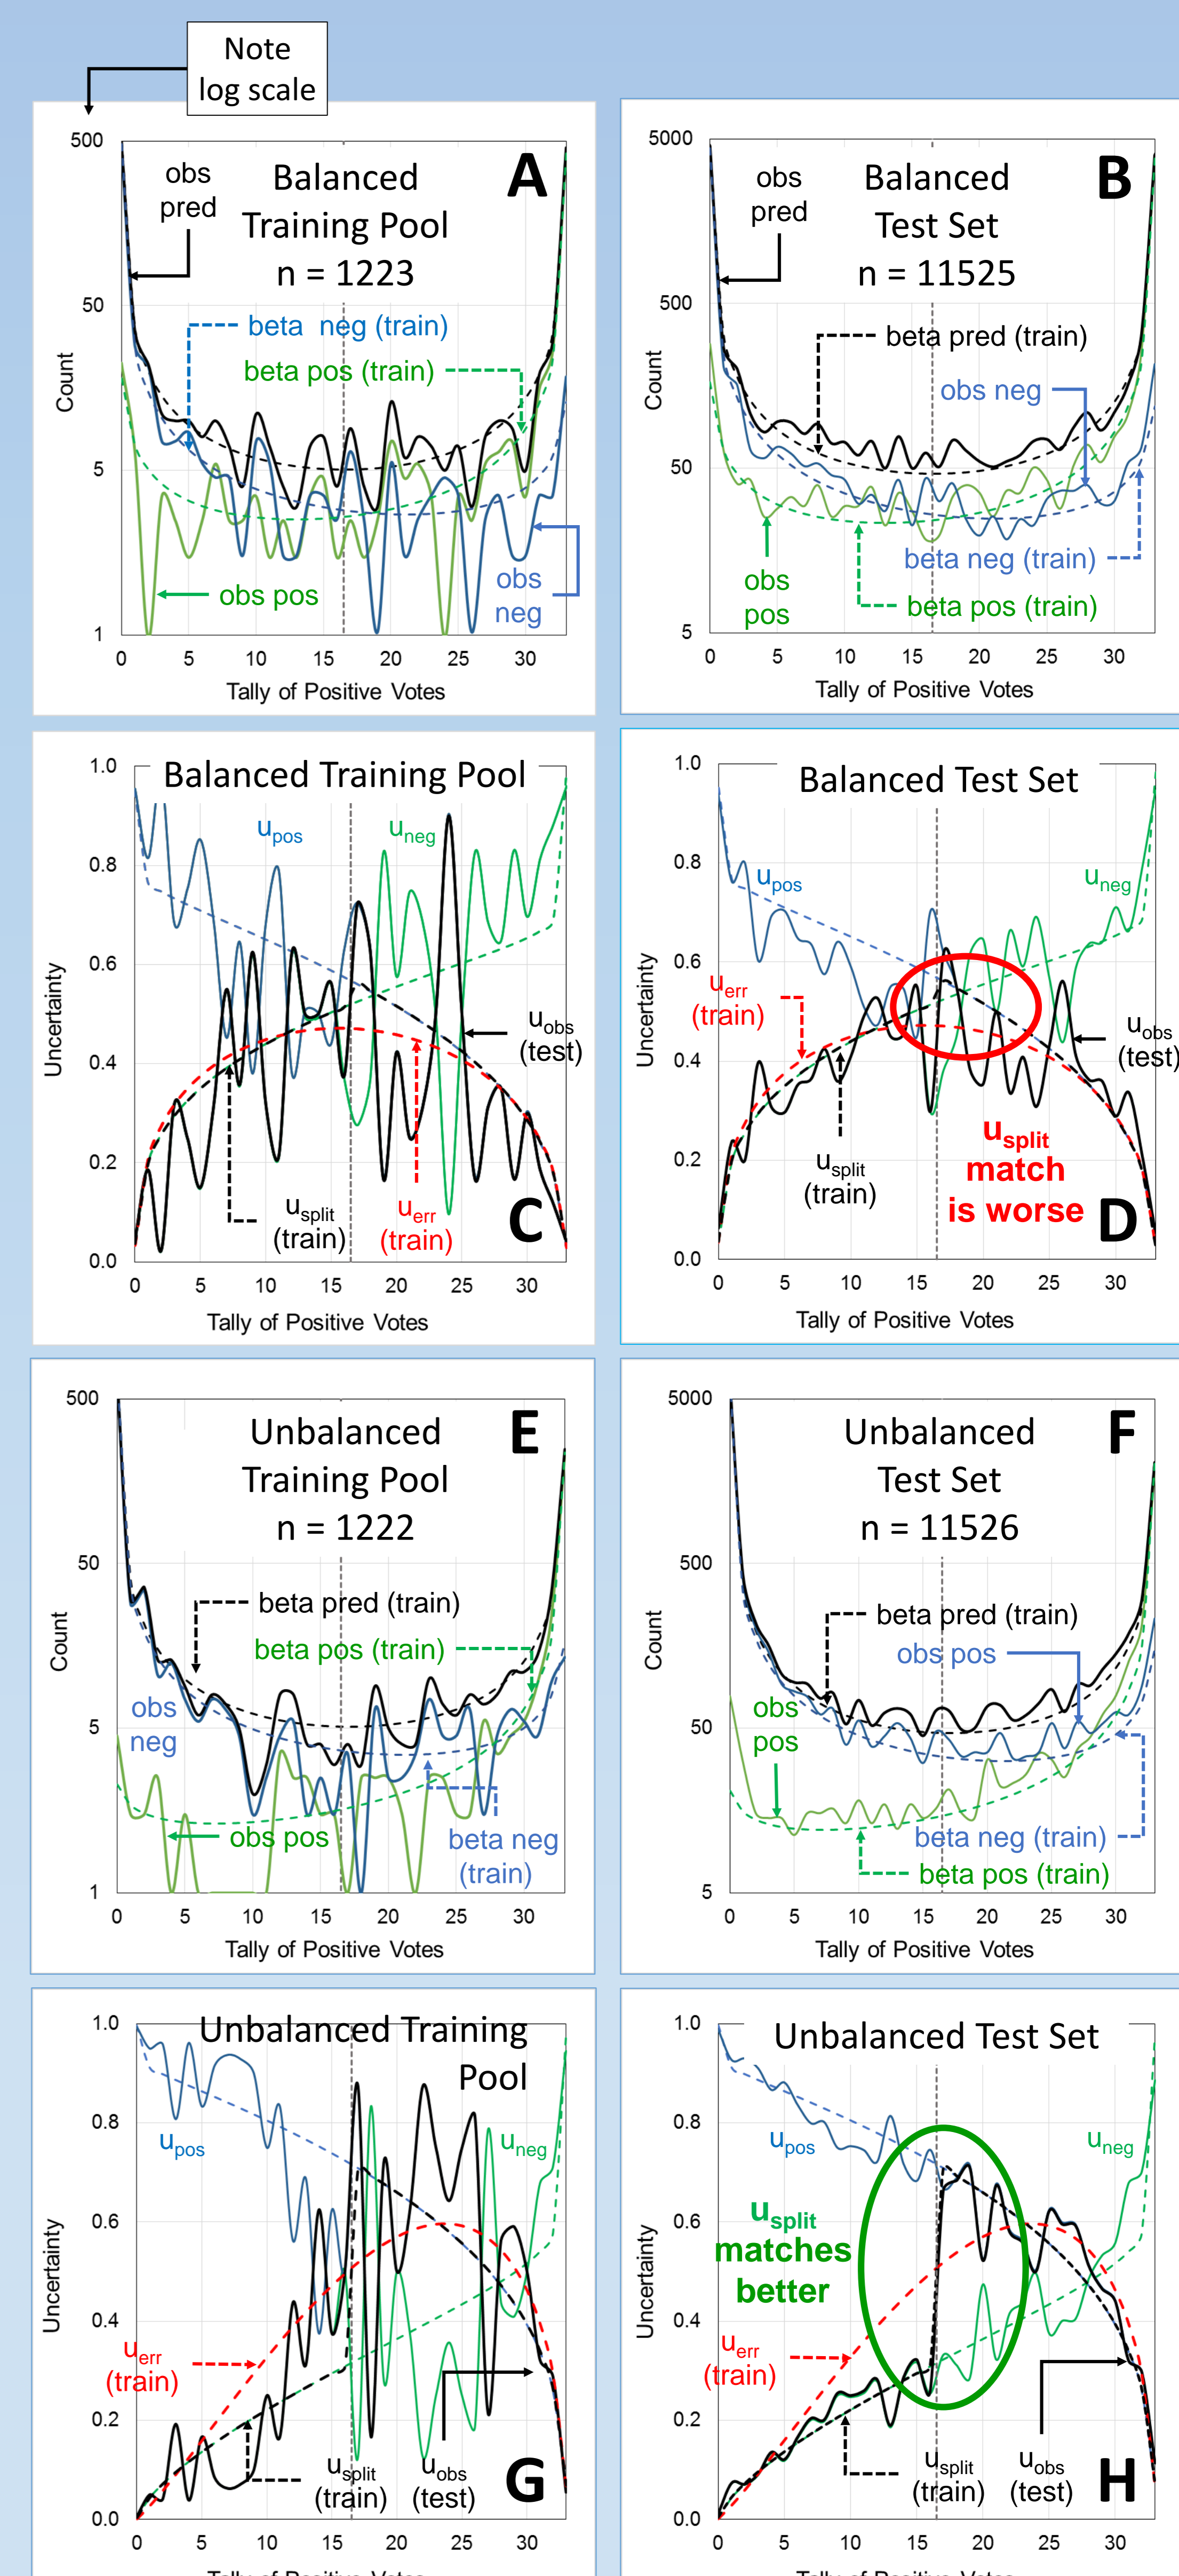 Note
log scale
A
Balanced
Training Pool
n = 1223
obs
pred
beta  neg (train)
beta pos (train)
obs pos
obs
neg
500
50
5
1
Count
0 5 10 15 20 25 30
Tally of Positive Votes
B
Balanced
Test Set
n = 11525
obs
pred
beta pred (train)
obs neg
beta neg (train)
obs
pos
beta pos (train)
5000
500
50
5
Count
0 5 10 15 20 25 30
Tally of Positive Votes
Balanced Training Pool
upos
uneg
uobs
(test)
usplit
(train)
uerr
(train)
C
1.0
0.8
0.6
0.4
0.2
0.0
Uncertainty
0 5 10 15 20 25 30
Tally of Positive Votes
Balanced Test Set
upos
uneg
uerr
(train)
uobs
(test)
usplit
(train)
usplit
match
is worse
D
1.0
0.8
0.6
0.4
0.2
0.0
Uncertainty
0 5 10 15 20 25 30
Tally of Positive Votes
E
Unbalanced
Training Pool
n = 1222
beta pred (train)
beta pos (train)
obs
neg
obs pos
beta neg
(train)
500
50
5
1
Count
0 5 10 15 20 25 30
Tally of Positive Votes
F
Unbalanced
Test Set
n = 11526
beta pred (train)
obs pos
obs
pos
beta neg (train)
beta pos (train)
5000
500
50
5
Count
0 5 10 15 20 25 30
Tally of Positive Votes
Unbalanced Training
Pool
upos
uneg
uerr
(train)
usplit
(train)
uobs
(test)
G
1.0
0.8
0.6
0.4
0.2
0.0
Uncertainty
0 5 10 15 20 25 30
Tally of Positive Votes
Unbalanced Test Set
upos
uneg
usplit
matches
better
uerr
(train)
usplit
(train)
uobs
(test)
H
1.0
0.8
0.6
0.4
0.2
0.0
Uncertainty
0 5 10 15 20 25 30
Tally of Positive Votes